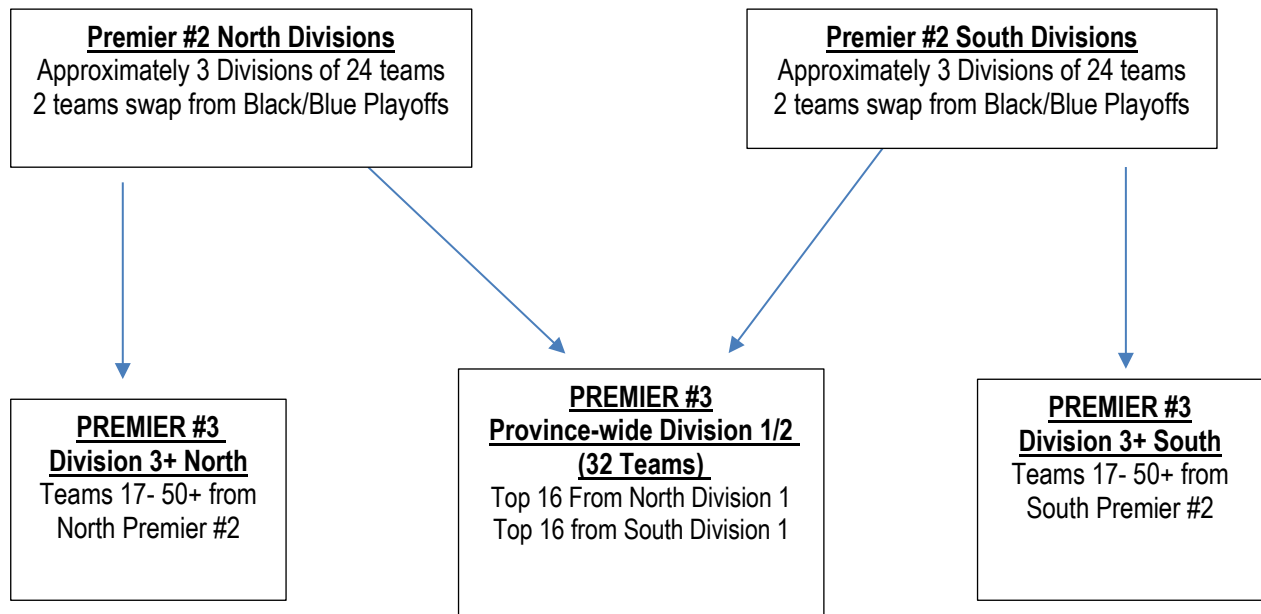 Premier #2 North Divisions
Approximately 3 Divisions of 24 teams
2 teams swap from Black/Blue Playoffs
Premier #2 South Divisions
Approximately 3 Divisions of 24 teams
2 teams swap from Black/Blue Playoffs
PREMIER #3
Division 3+ North
Teams 17- 50+ from
North Premier #2
PREMIER #3
Province-wide Division 1/2
(32 Teams)
Top 16 From North Division 1
Top 16 from South Division 1
PREMIER #3
Division 3+ South
Teams 17- 50+ from
South Premier #2